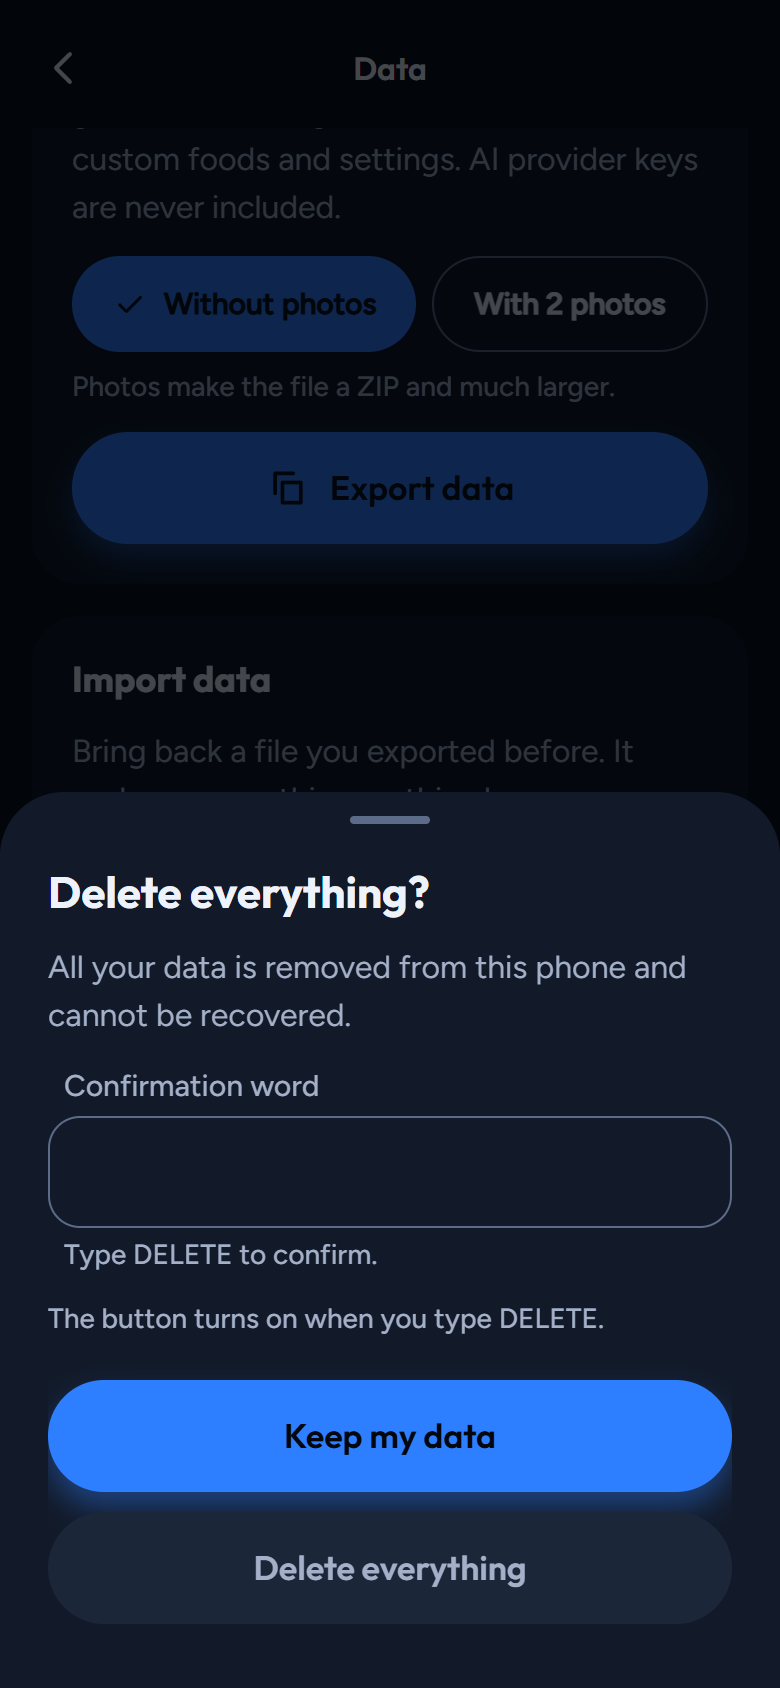 Data
custom foods and settings. AI provider keys
are never included.
Without photos
With 2 photos
Photos make the file a ZIP and much larger.
Export data
Import data
Bring back a file you exported before. It
Delete everything?
All your data is removed from this phone and
cannot be recovered.
Confirmation word
Type DELETE to confirm.
The button turns on when you type DELETE.
Keep my data
Delete everything